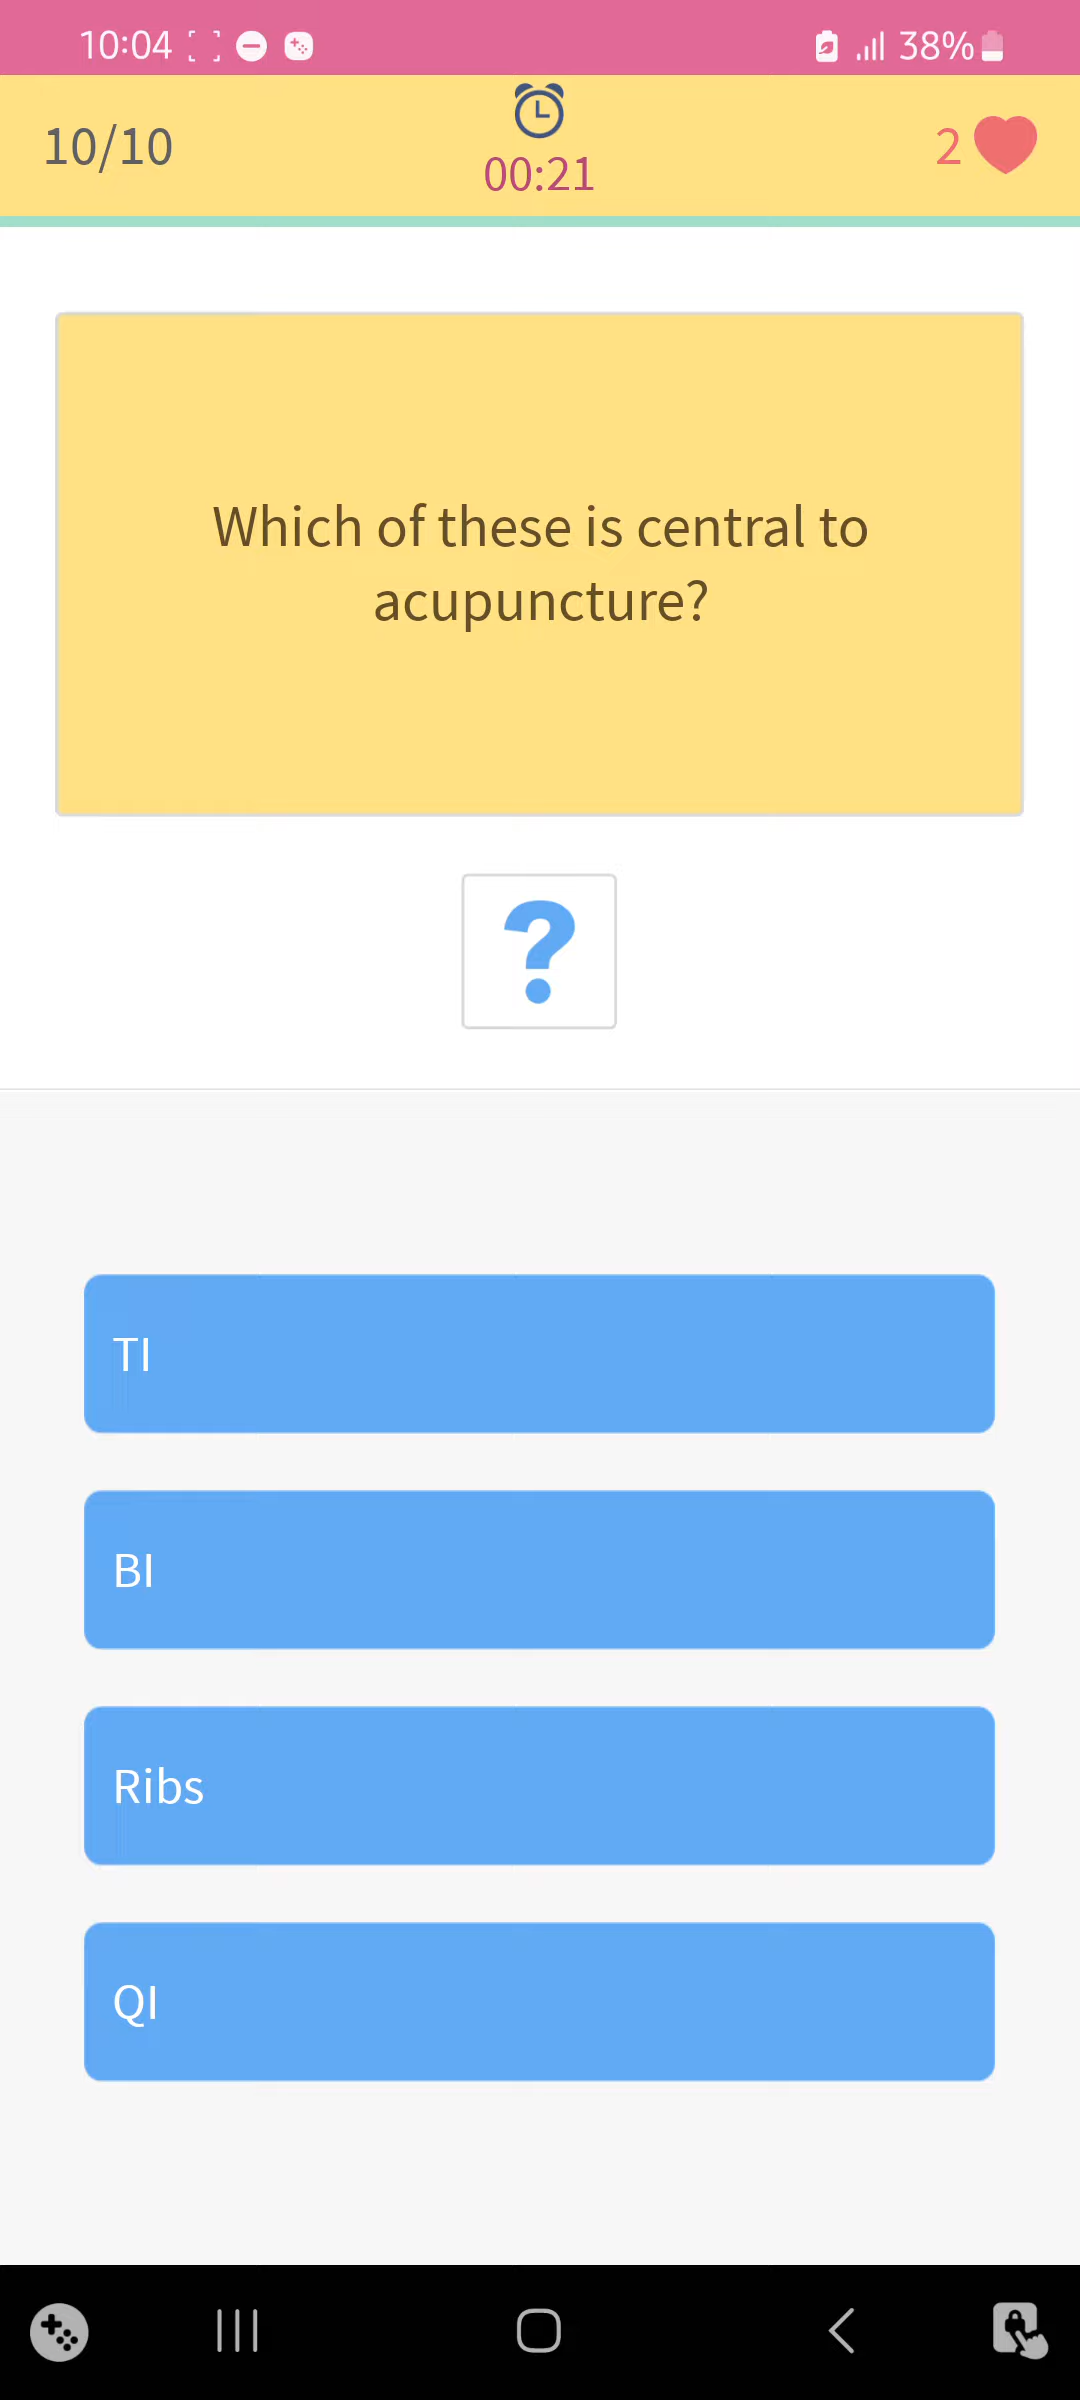 10:04
38%
10/10
00:21
2
Which of these is central to
acupuncture?
?
TI
BI
Ribs
QI